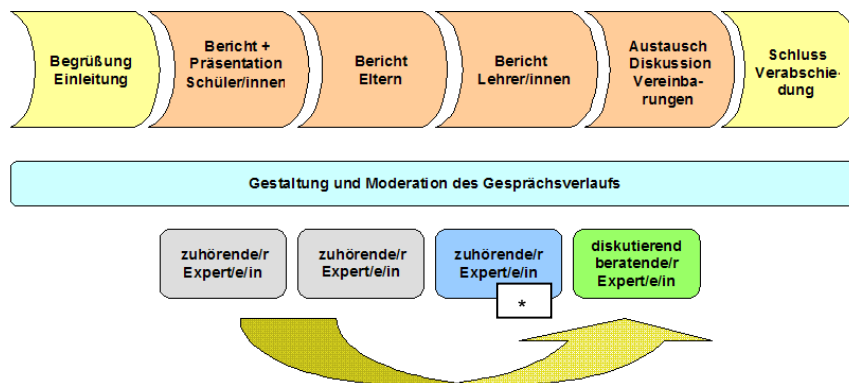 Begrüßung
Einleitung
Bericht +
Präsentation
Schüler/innen
Bericht
Eltern
Bericht
Lehrer/innen
Austausch
Diskussion
Vereinba-
rungen
Schluss
Verabschie-
dung
Gestaltung und Moderation des Gesprächsverlaufs
zuhörende/r
Expert/e/in
zuhörende/r
Expert/e/in
zuhörende/r
Expert/e/in
*
diskutierend
beratende/r
Expert/e/in